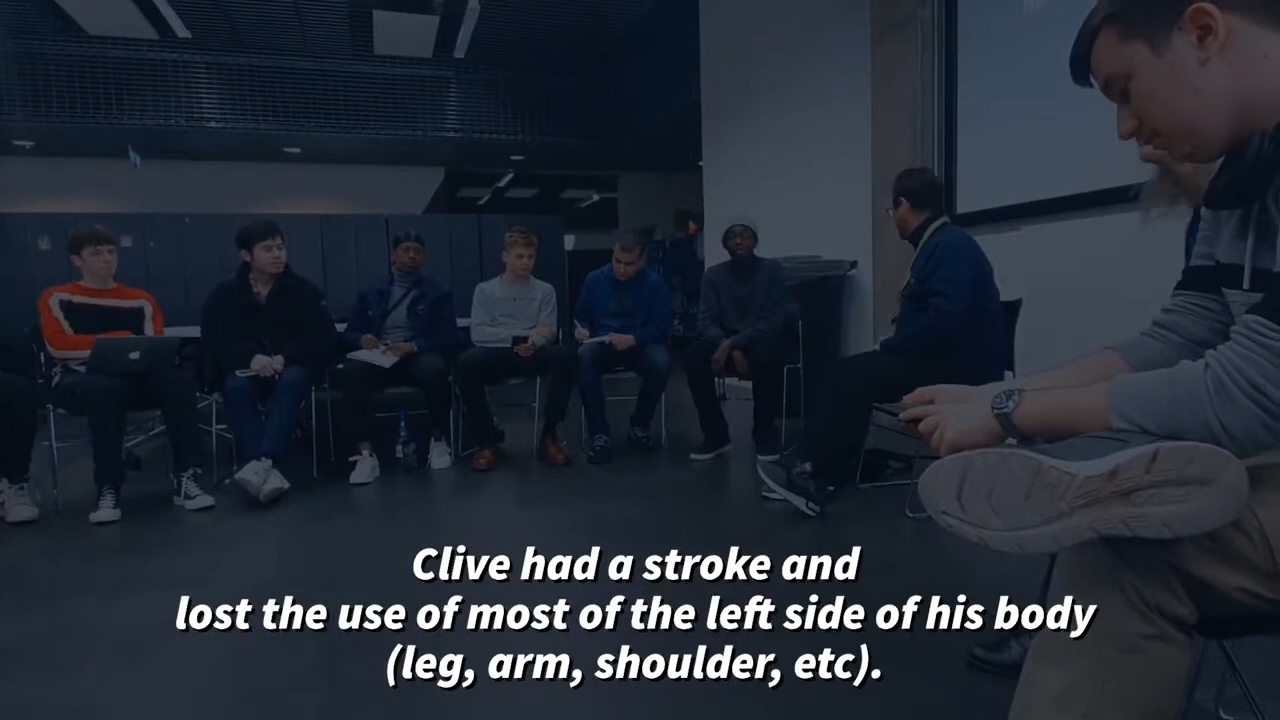 Clive had a stroke and
lost the use of most of the left side of his body
(leg, arm, shoulder, etc).